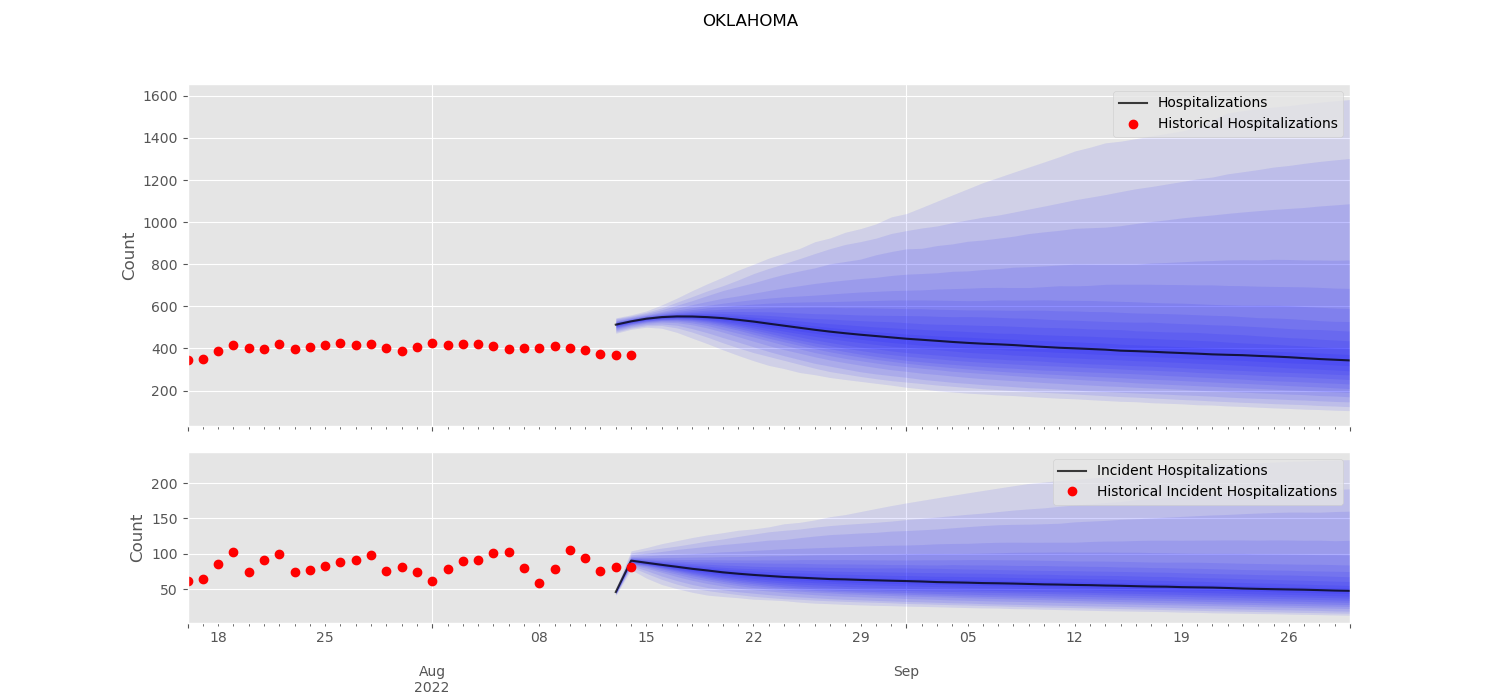 OKLAHOMA
1600
1400
1200
1000
800
600
400
200
Count
Hospitalizations
Historical Hospitalizations
200
150
100
50
Count
Incident Hospitalizations
Historical Incident Hospitalizations
18 25 08 15 22 29 05 12 19 26
Aug Sep
2022